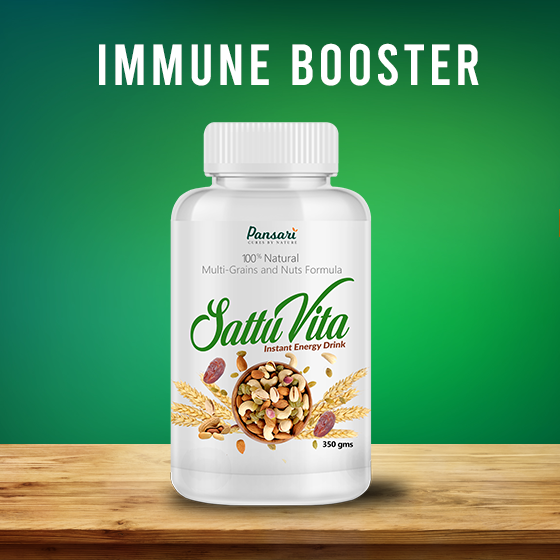 IMMUNE BOOSTER
Pansari
CURES BY NATURE
100% Natural
Multi-Grains and Nuts Formula
Sattu Vita
Instant Energy Drink
350 gms